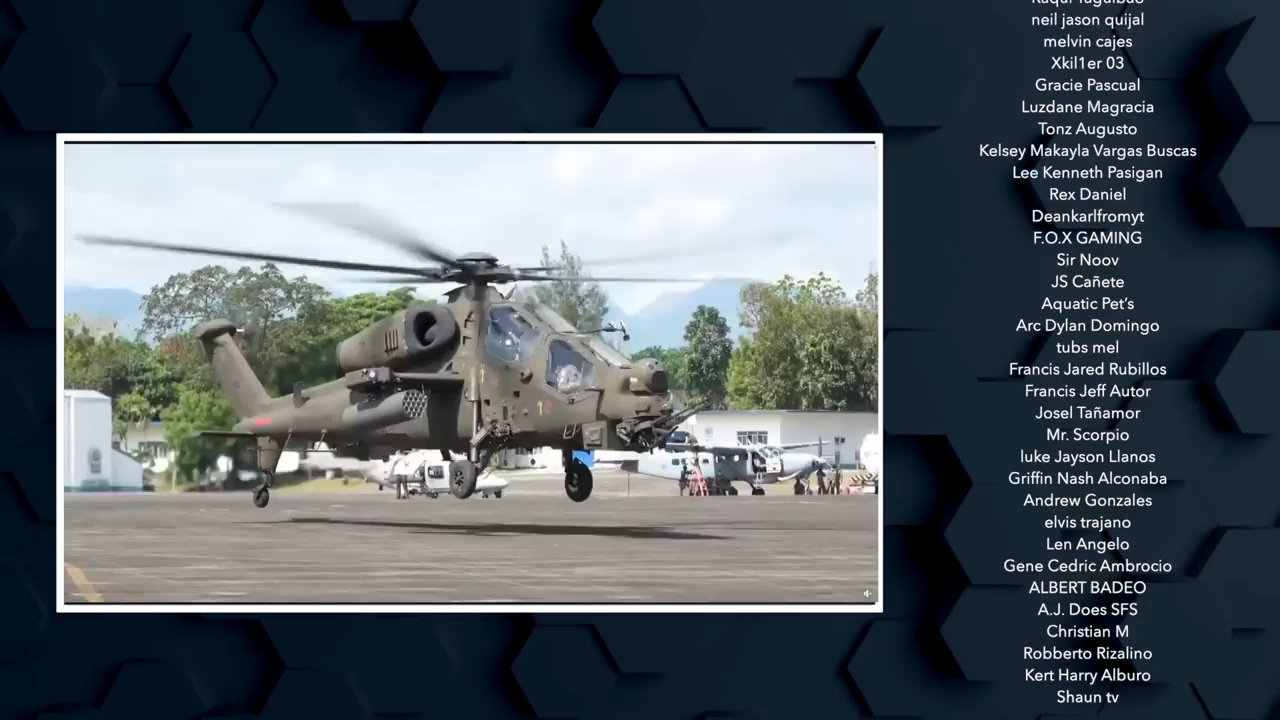 neil jason quijal
melvin cajes
Xkil1er 03
Gracie Pascual
Luzdane Magracia
Tonz Augusto
Kelsey Makayla Vargas Buscas
Lee Kenneth Pasigan
Rex Daniel
Deankarlfromyt
F.O.X GAMING
Sir Noov
JS Cañete
Aquatic Pet’s
Arc Dylan Domingo
tubs mel
Francis Jared Rubillos
Francis Jeff Autor
Josel Tañamor
Mr. Scorpio
luke Jayson Llanos
Griffin Nash Alconaba
Andrew Gonzales
elvis trajano
Len Angelo
Gene Cedric Ambrocio
ALBERT BADEO
A.J. Does SFS
Christian M
Robberto Rizalino
Kert Harry Alburo
Shaun tv